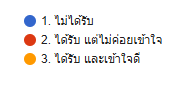 1. ไม่ได้รับ
2. ได้รับ แต่ไม่ค่อยเข้าใจ
3. ได้รับ และเข้าใจดี